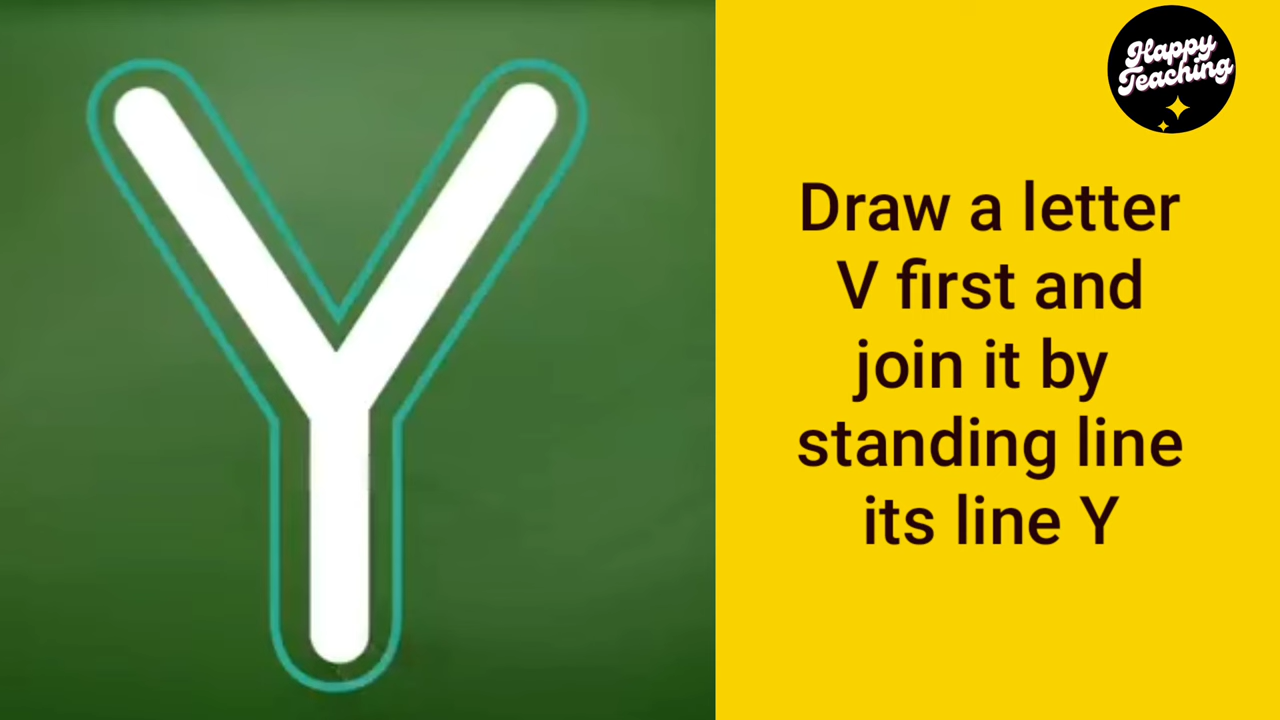 Y
Happy
Teaching
Draw a letter
V first and
join it by
standing line
its line Y